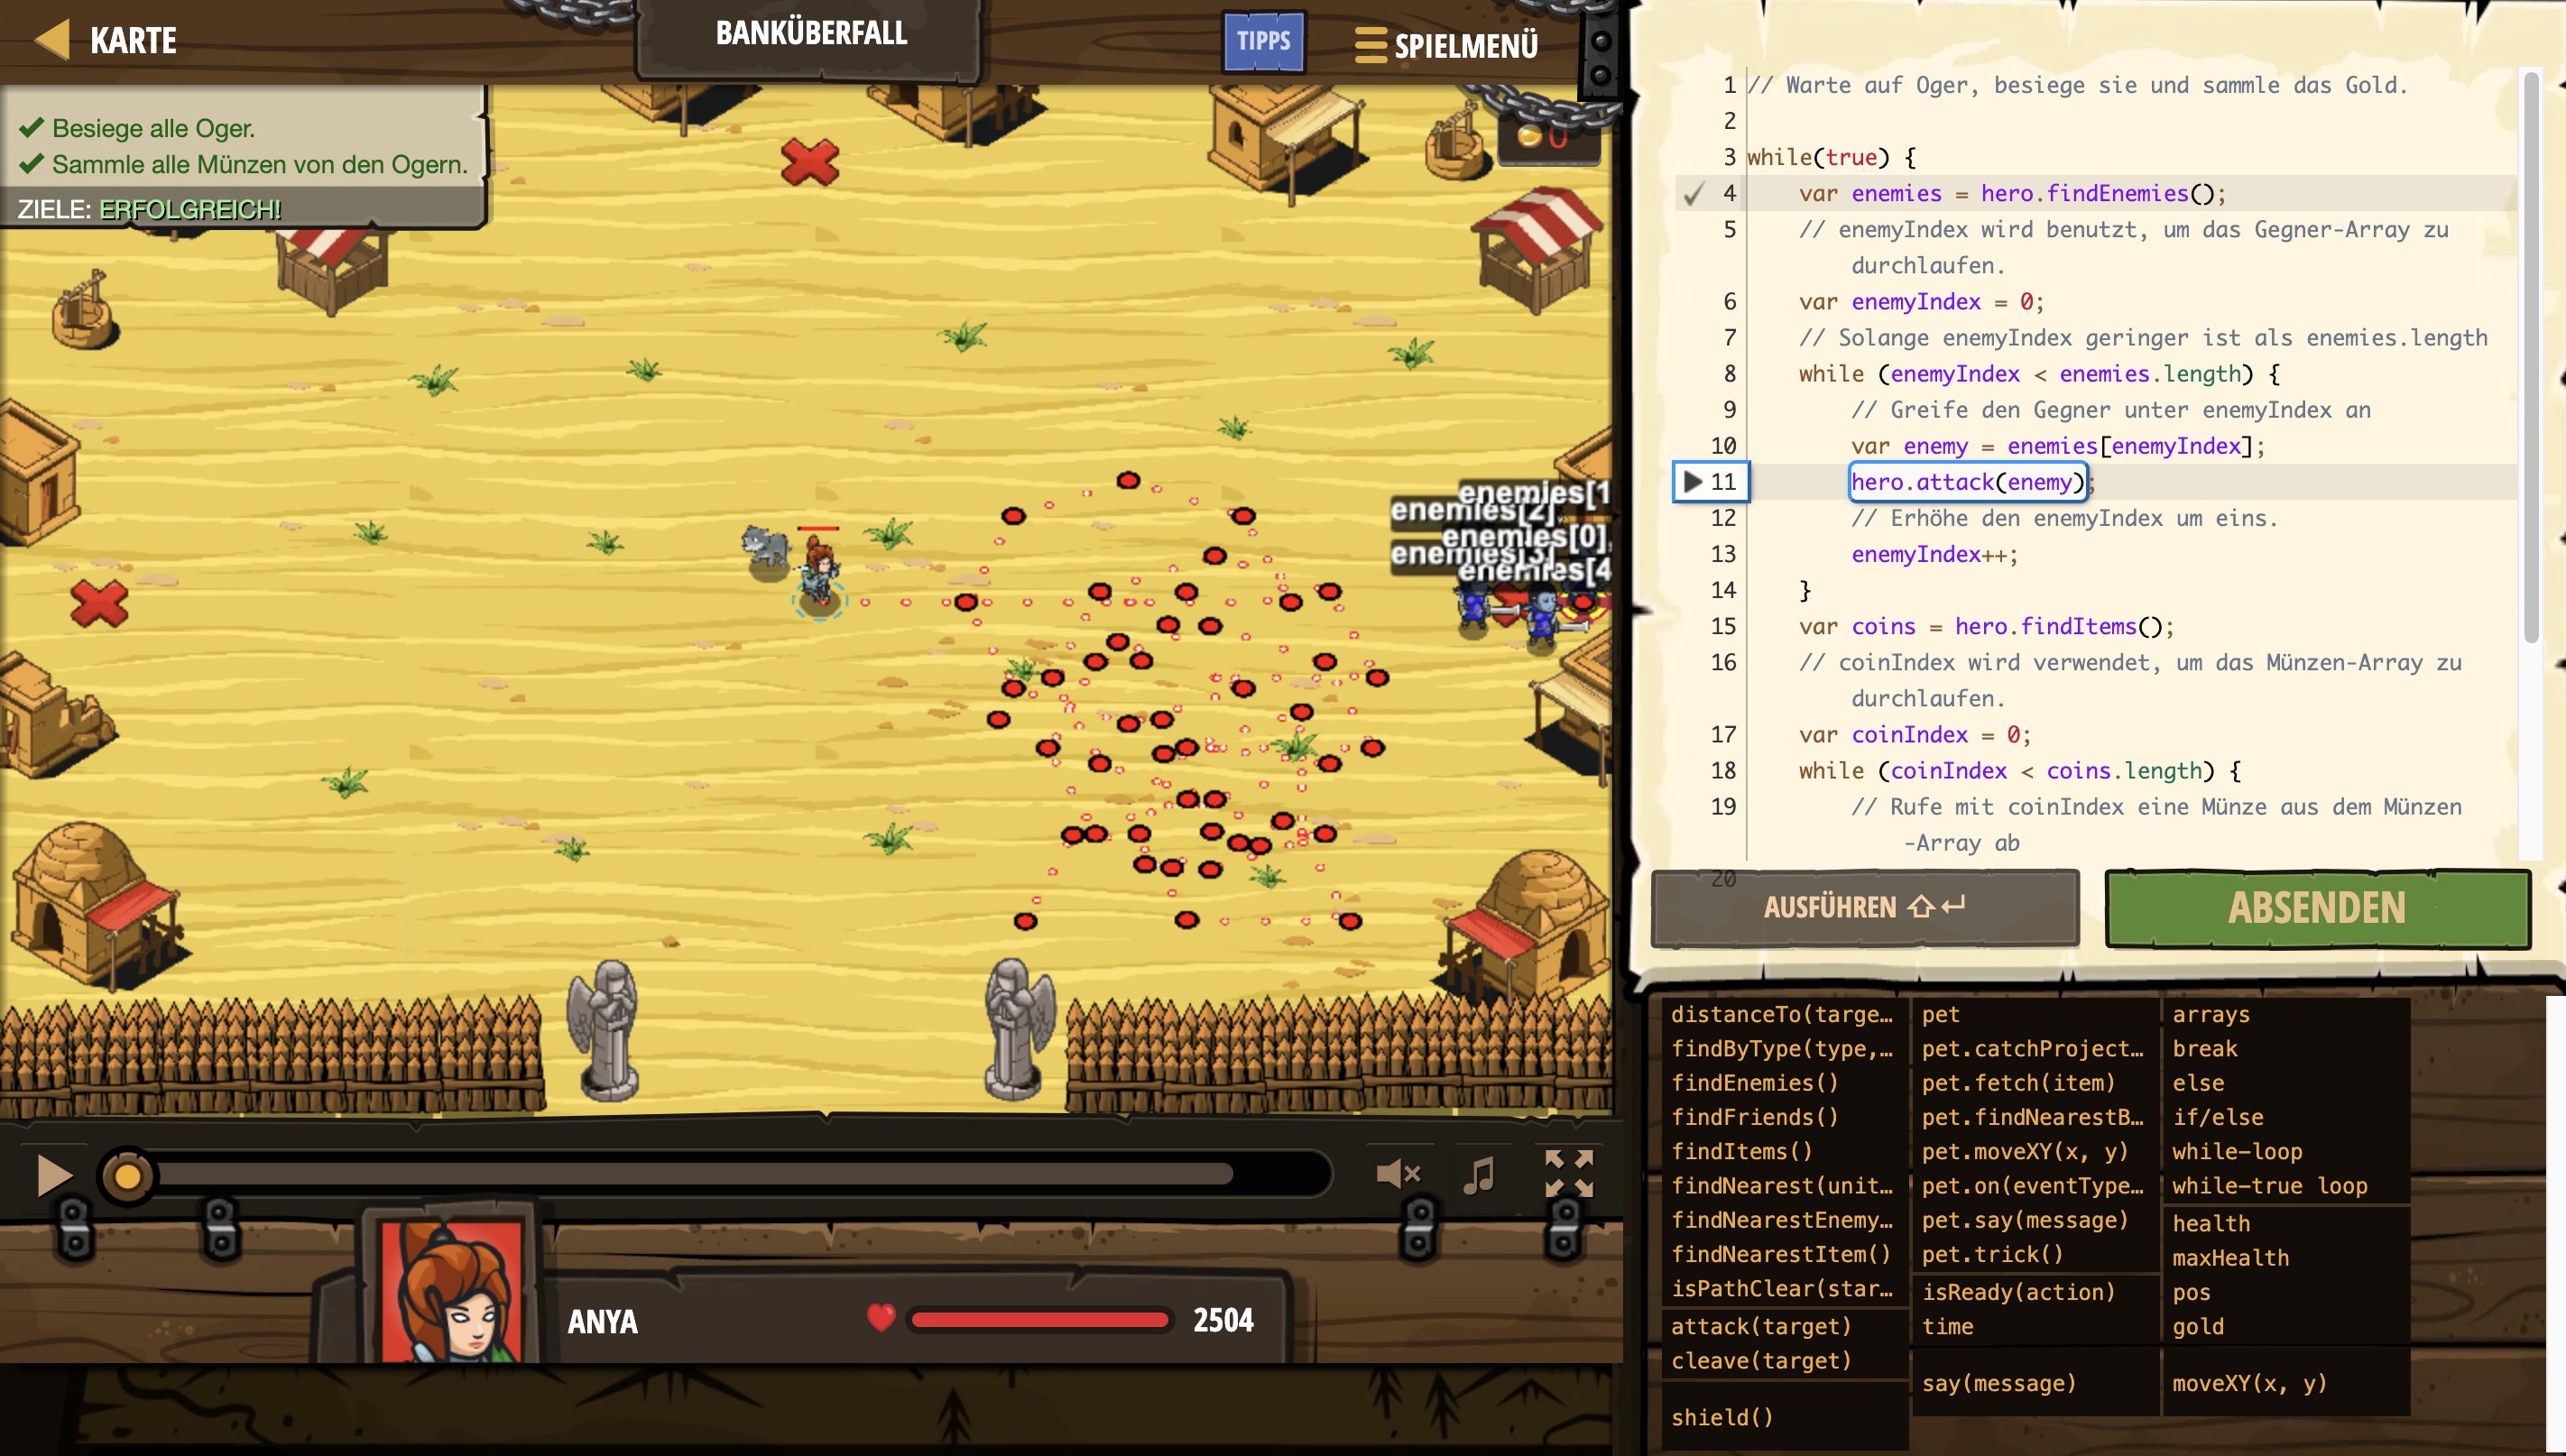 KARTE
BANKÜBERFALL
TIPPS
SPIELMENÜ
Besiege alle Oger.
Sammle alle Münzen von den Ogern.
ZIELE: ERFOLGREICH!
0
enemies[1
enemies[2],
enemies[0],
enemies[3]
enemies[4
ANYA
2504
1 // Warte auf Oger, besiege sie und sammle das Gold.
2
3 while(true) {
4 var enemies = hero.findEnemies();
5 // enemyIndex wird benutzt, um das Gegner-Array zu
durchlaufen.
6 var enemyIndex = 0;
7 // Solange enemyIndex geringer ist als enemies.length
8 while (enemyIndex < enemies.length) {
9 // Greife den Gegner unter enemyIndex an
10 var enemy = enemies[enemyIndex];
11 hero.attack(enemy);
12 // Erhöhe den enemyIndex um eins.
13 enemyIndex++;
14 }
15 var coins = hero.findItems();
16 // coinIndex wird verwendet, um das Münzen-Array zu
durchlaufen.
17 var coinIndex = 0;
18 while (coinIndex < coins.length) {
19 // Rufe mit coinIndex eine Münze aus dem Münzen
-Array ab
20
AUSFÜHREN
ABSENDEN
distanceTo(targe…
findByType(type,…
findEnemies()
findFriends()
findItems()
findNearest(unit…
findNearestEnemy…
findNearestItem()
isPathClear(star…
attack(target)
cleave(target)
shield()
pet
pet.catchProject…
pet.fetch(item)
pet.findNearestB…
pet.moveXY(x, y)
pet.on(eventType…
pet.say(message)
pet.trick()
isReady(action)
time
say(message)
arrays
break
else
if/else
while-loop
while-true loop
health
maxHealth
pos
gold
moveXY(x, y)